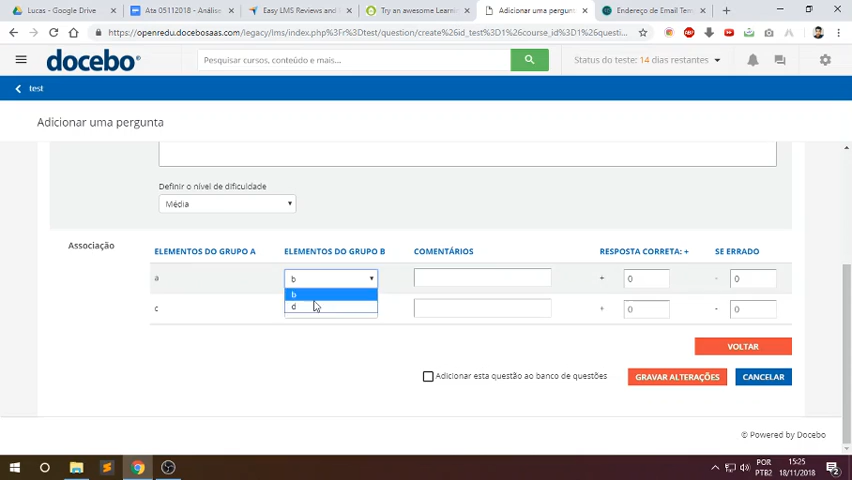 Lucas - Google Drive
Ata 05112018 - Análise
Easy LMS Reviews and
Try an awesome Learn
Adicionar uma pergunt
Endereço de Email Tem
https://openredu.docebosaas.com/legacy/lms/index.php%3Fr%3Dtest/question/create%26id_test%3D1%26course_id%3D1%26questi...
docebo
Pesquisar cursos, conteúdo e mais...
Status do teste: 14 dias restantes
test
Adicionar uma pergunta
Definir o nível de dificuldade
Média
Associação
ELEMENTOS DO GRUPO A ELEMENTOS DO GRUPO B COMENTÁRIOS RESPOSTA CORRETA: + SE ERRADO
a b + 0 - 0
b
d
c + 0 - 0
VOLTAR
Adicionar esta questão ao banco de questões GRAVAR ALTERAÇÕES CANCELAR
© Powered by Docebo
POR 15:25
PTB2 18/11/2018
2